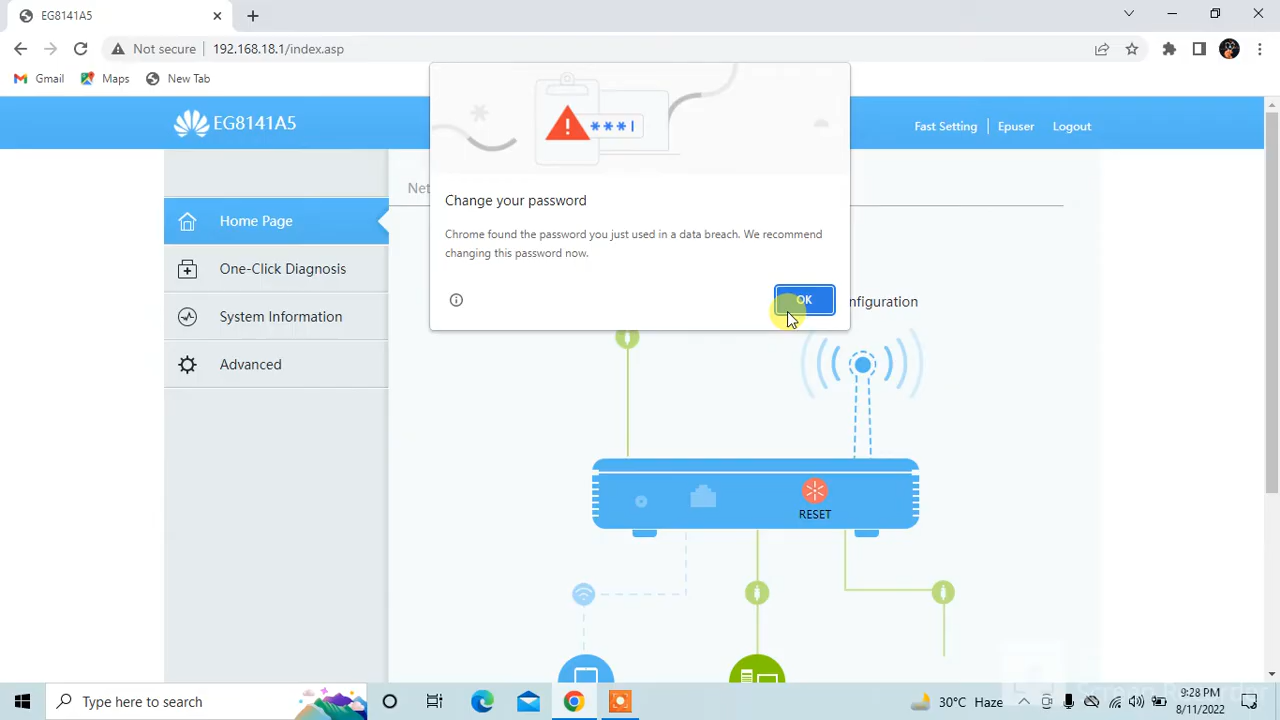 EG8141A5
Not secure
192.168.18.1/index.asp
Gmail
Maps
New Tab
EG8141A5
Fast Setting
Epuser
Logout
Net
Home Page
One-Click Diagnosis
System Information
Advanced
Change your password
Chrome found the password you just used in a data breach. We recommend
changing this password now.
OK
nfiguration
RESET
Type here to search
30°C Haze
9:28 PM
8/11/2022